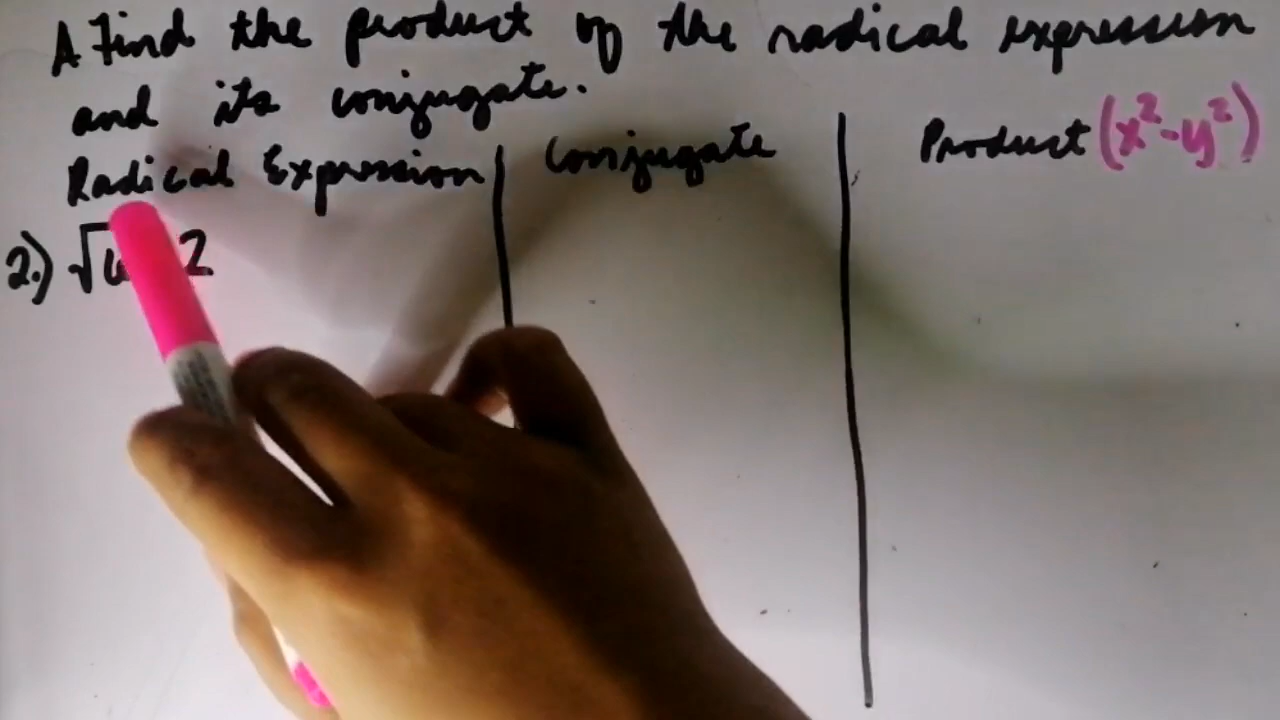 A Find the product of the radical expression
and its conjugate.
Radical Expression Conjugate Product (x²-y²)
2.) √ 2